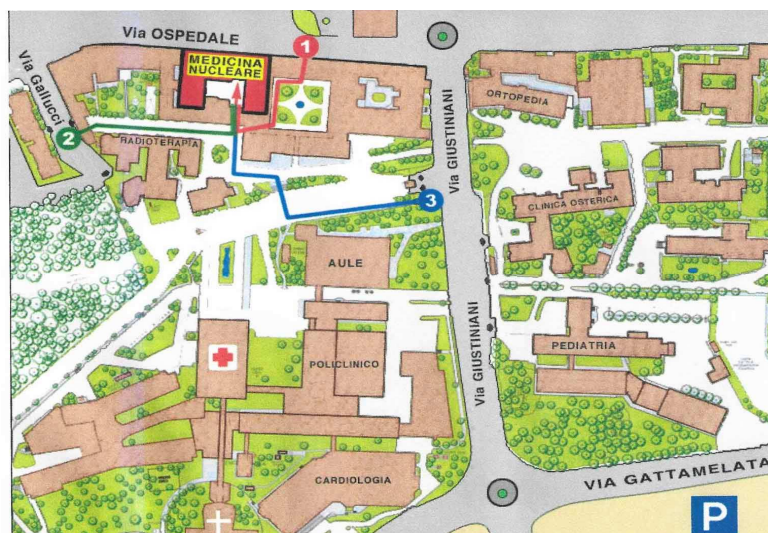 Via OSPEDALE
1
MEDICINA
NUCLEARE
Via Gallucci
2
RADIOTERAPIA
ORTOPEDIA
Via GIUSTINIANI
3
CLINICA OSTERICA
AULE
Via GIUSTINIANI
POLICLINICO
PEDIATRIA
CARDIOLOGIA
VIA GATTAMELATA
P